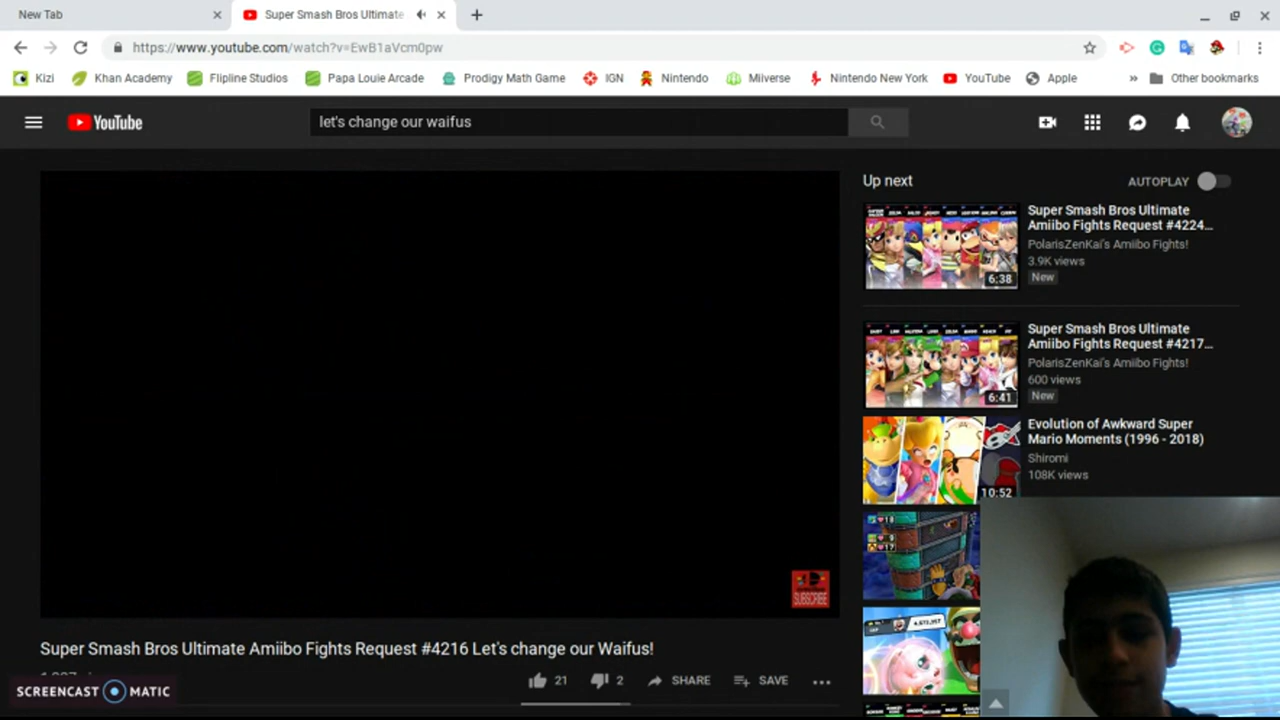 New Tab
Super Smash Bros Ultimate
https://www.youtube.com/watch?v=EwB1aVcm0pw
Kizi
Khan Academy
Flipline Studios
Papa Louie Arcade
Prodigy Math Game
IGN
Nintendo
Miiverse
Nintendo New York
YouTube
Apple
»
Other bookmarks
YouTube
let's change our waifus
Up next
AUTOPLAY
Super Smash Bros Ultimate
Amiibo Fights Request #4224...
PolarisZenKai's Amiibo Fights!
3.9K views
New
6:38
Super Smash Bros Ultimate
Amiibo Fights Request #4217...
PolarisZenKai's Amiibo Fights!
600 views
New
6:41
Evolution of Awkward Super
Mario Moments (1996 - 2018)
Shiromi
108K views
10:52
SUBSCRIBE
Super Smash Bros Ultimate Amiibo Fights Request #4216 Let's change our Waifus!
21
2
SHARE
SAVE
SCREENCAST MATIC